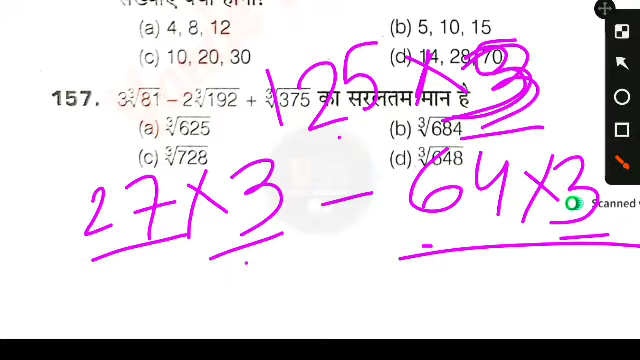 संख्याएँ क्या होंगी?
(a) 4, 8, 12 (b) 5, 10, 15
(c) 10, 20, 30 (d) 14, 28, 70
125 × 3
157. 3∛81 – 2∛192 + ∛375 का सरलतम मान है
(a) ∛625 (b) ∛684
(c) ∛728 (d) ∛648
27 × 3 – 64 × 3
Scanned